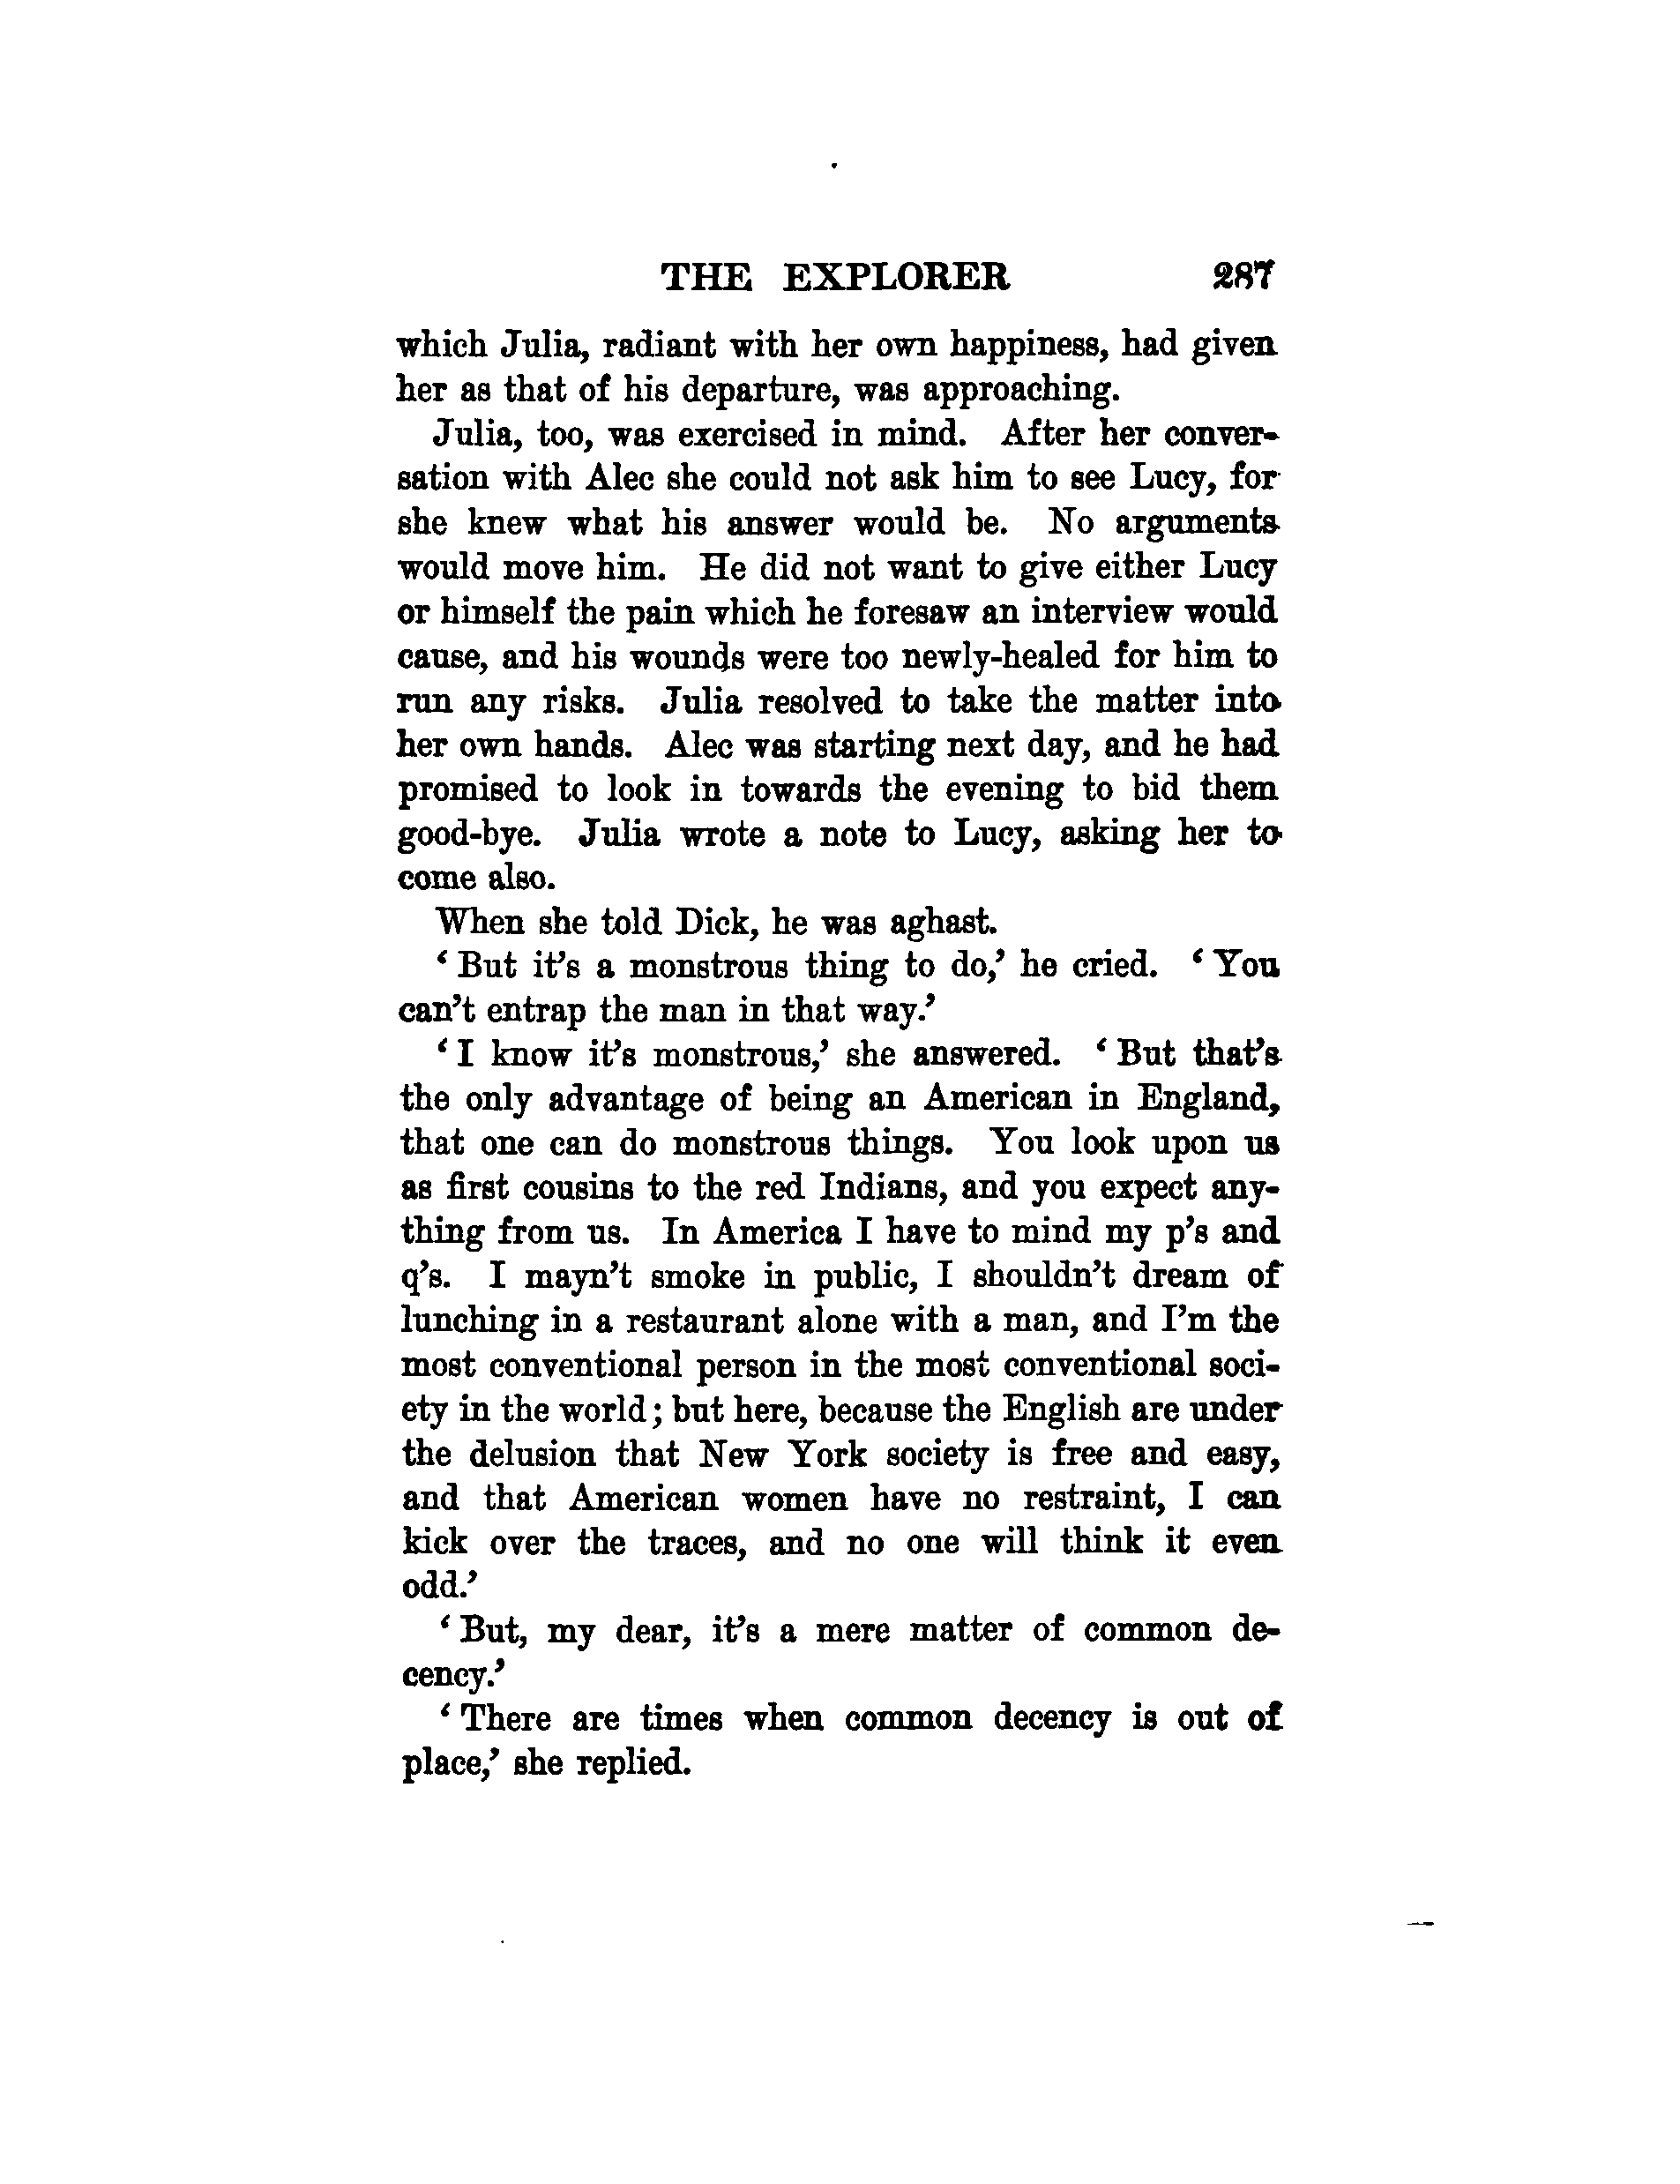 THE EXPLORER 287
which Julia, radiant with her own happiness, had given
her as that of his departure, was approaching.
Julia, too, was exercised in mind. After her conver-
sation with Alec she could not ask him to see Lucy, for
she knew what his answer would be. No arguments
would move him. He did not want to give either Lucy
or himself the pain which he foresaw an interview would
cause, and his wounds were too newly-healed for him to
run any risks. Julia resolved to take the matter into
her own hands. Alec was starting next day, and he had
promised to look in towards the evening to bid them
good-bye. Julia wrote a note to Lucy, asking her to
come also.
When she told Dick, he was aghast.
‘But it’s a monstrous thing to do,’ he cried. ‘You
can’t entrap the man in that way.’
‘I know it’s monstrous,’ she answered. ‘But that’s
the only advantage of being an American in England,
that one can do monstrous things. You look upon us
as first cousins to the red Indians, and you expect any-
thing from us. In America I have to mind my p’s and
q’s. I mayn’t smoke in public, I shouldn’t dream of
lunching in a restaurant alone with a man, and I’m the
most conventional person in the most conventional soci-
ety in the world; but here, because the English are under
the delusion that New York society is free and easy,
and that American women have no restraint, I can
kick over the traces, and no one will think it even
odd.’
‘But, my dear, it’s a mere matter of common de-
cency.’
‘There are times when common decency is out of
place,’ she replied.